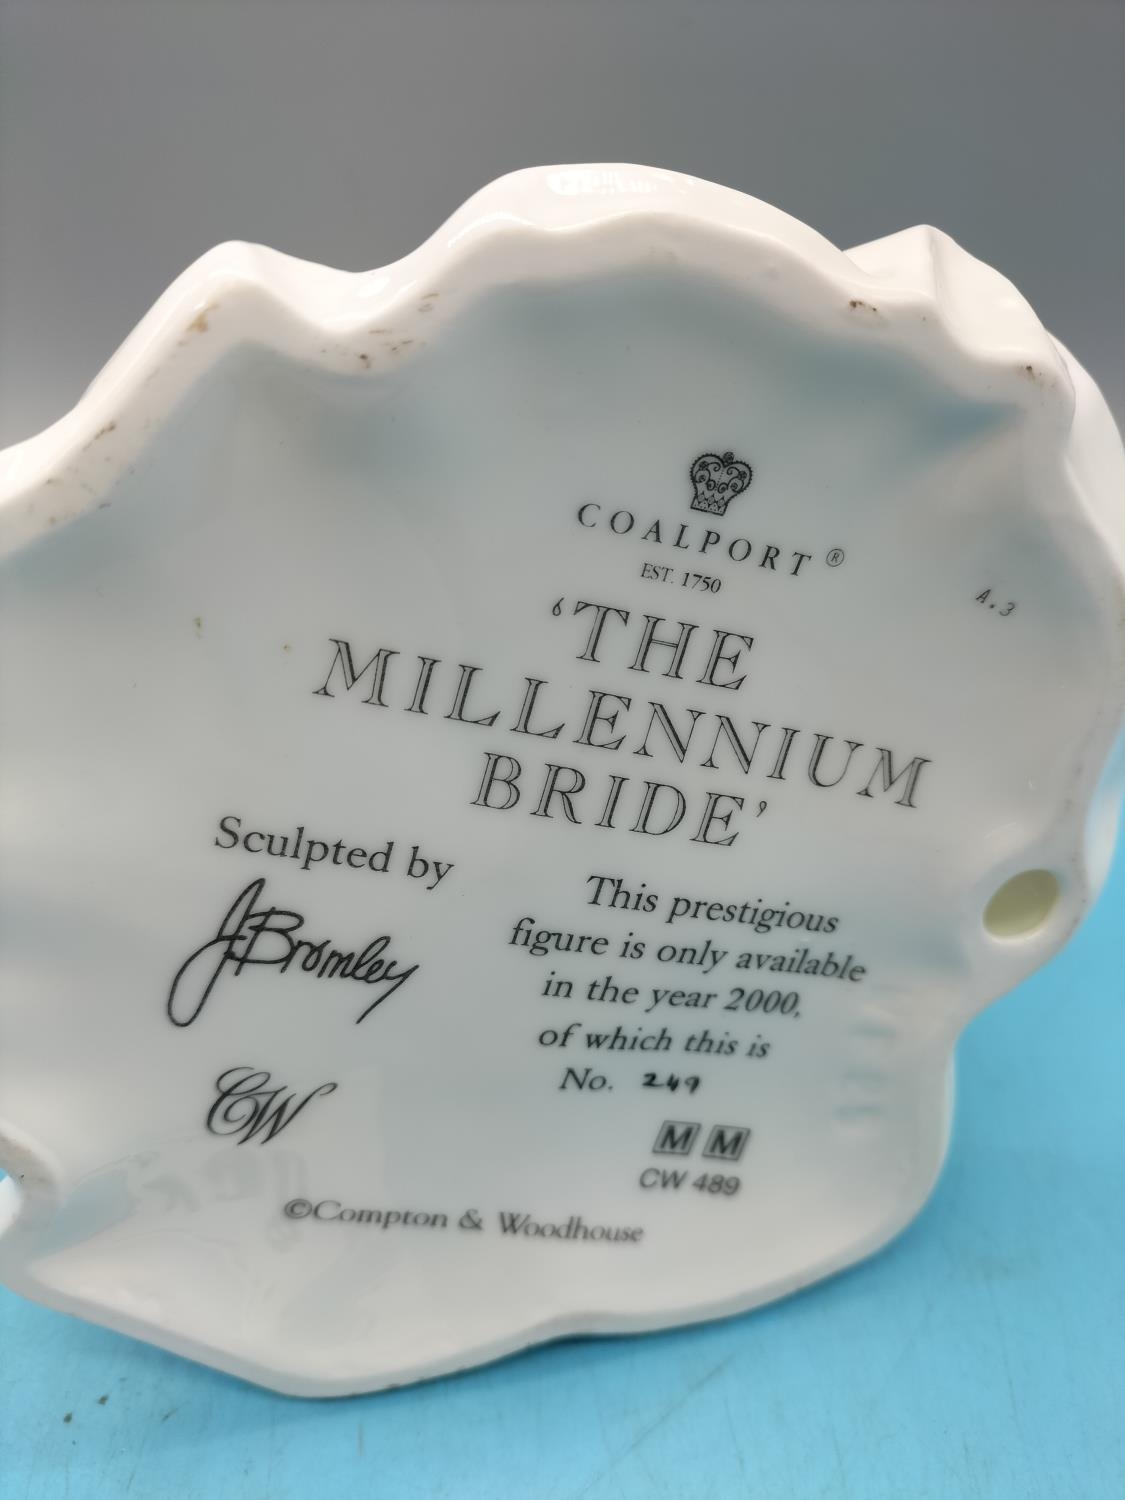 COALPORT®
EST. 1750
A.3
‘THE
MILLENNIUM
BRIDE’
Sculpted by
J. Bromley
This prestigious
figure is only available
in the year 2000,
of which this is
No. 249
CW
M M
CW 489
©Compton & Woodhouse